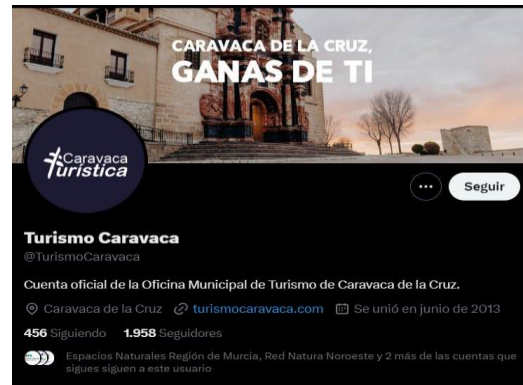 CARAVACA DE LA CRUZ,
GANAS DE TI
Caravaca
turística
Seguir
Turismo Caravaca
@TurismoCaravaca
Cuenta oficial de la Oficina Municipal de Turismo de Caravaca de la Cruz.
Caravaca de la Cruz turismocaravaca.com Se unió en junio de 2013
456 Siguiendo 1.958 Seguidores
Espacios Naturales Región de Murcia, Red Natura Noroeste y 2 más de las cuentas que
sigues siguen a este usuario